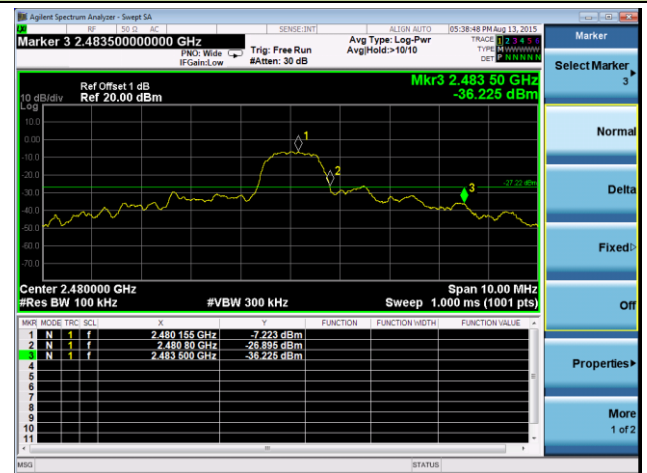 Agilent Spectrum Analyzer - Swept SA
RF 50 Ω AC SENSE:INT ALIGN AUTO 05:38:48 PM Aug 13, 2015
Marker 3 2.483500000000 GHz
PNO: Wide
IFGain:Low
Trig: Free Run
#Atten: 30 dB
Avg Type: Log-Pwr
Avg|Hold:>10/10
TRACE 1 2 3 4 5 6
TYPE M W W W W W
DET P N N N N N
Ref Offset 1 dB
Ref 20.00 dBm
10 dB/div
Log
Mkr3 2.483 50 GHz
-36.225 dBm
10.0
0.00
-10.0
-20.0
-30.0
-40.0
-50.0
-60.0
-70.0
1
2
3
-27.22 dBm
Center 2.480000 GHz Span 10.00 MHz
#Res BW 100 kHz #VBW 300 kHz Sweep 1.000 ms (1001 pts)
MKR MODE TRC SCL X Y FUNCTION FUNCTION WIDTH FUNCTION VALUE
1 N 1 f 2.480 155 GHz -7.223 dBm
2 N 1 f 2.480 80 GHz -26.895 dBm
3 N 1 f 2.483 500 GHz -36.225 dBm
4
5
6
7
8
9
10
11
MSG STATUS
Marker
Select Marker
3
Normal
Delta
Fixed
Off
Properties
More
1 of 2